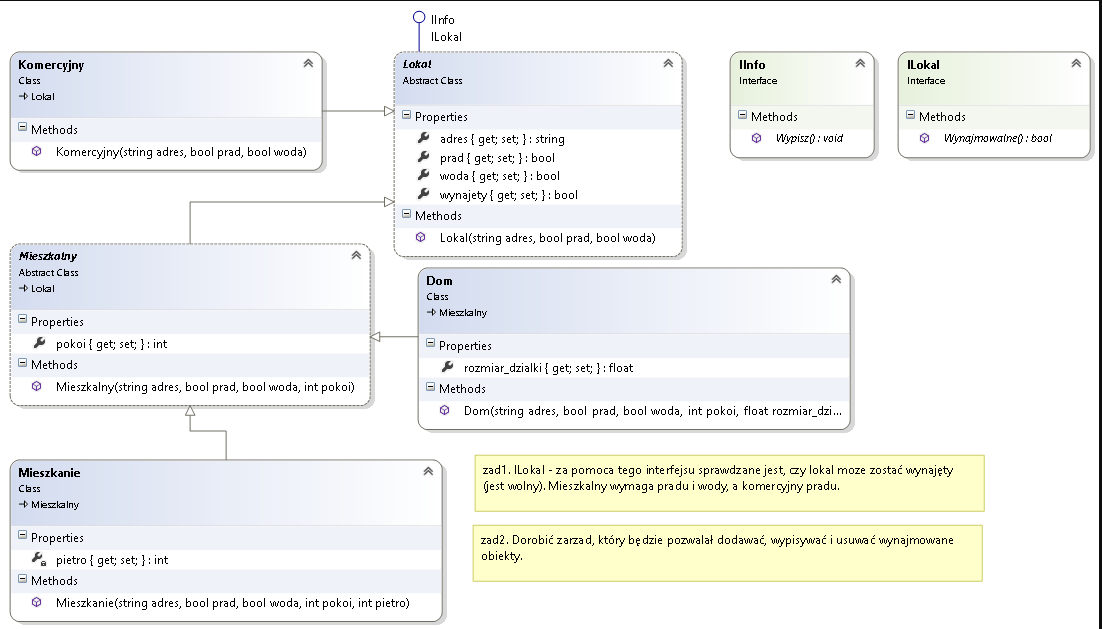 IInfo
ILokal
Komercyjny
Class
Lokal
Methods
Komercyjny(string adres, bool prad, bool woda)
Lokal
Abstract Class
Properties
adres { get; set; } : string
prad { get; set; } : bool
woda { get; set; } : bool
wynajety { get; set; } : bool
Methods
Lokal(string adres, bool prad, bool woda)
IInfo
Interface
Methods
Wypisz() : void
ILokal
Interface
Methods
Wynajmowalne() : bool
Mieszkalny
Abstract Class
Lokal
Properties
pokoi { get; set; } : int
Methods
Mieszkalny(string adres, bool prad, bool woda, int pokoi)
Dom
Class
Mieszkalny
Properties
rozmiar_dzialki { get; set; } : float
Methods
Dom(string adres, bool prad, bool woda, int pokoi, float rozmiar_dzi...
Mieszkanie
Class
Mieszkalny
Properties
pietro { get; set; } : int
Methods
Mieszkanie(string adres, bool prad, bool woda, int pokoi, int pietro)
zad1. ILokal - za pomoca tego interfejsu sprawdzane jest, czy lokal moze zostać wynajęty
(jest wolny). Mieszkalny wymaga pradu i wody, a komercyjny pradu.
zad2. Dorobić zarzad, który będzie pozwalał dodawać, wypisywać i usuwać wynajmowane
obiekty.